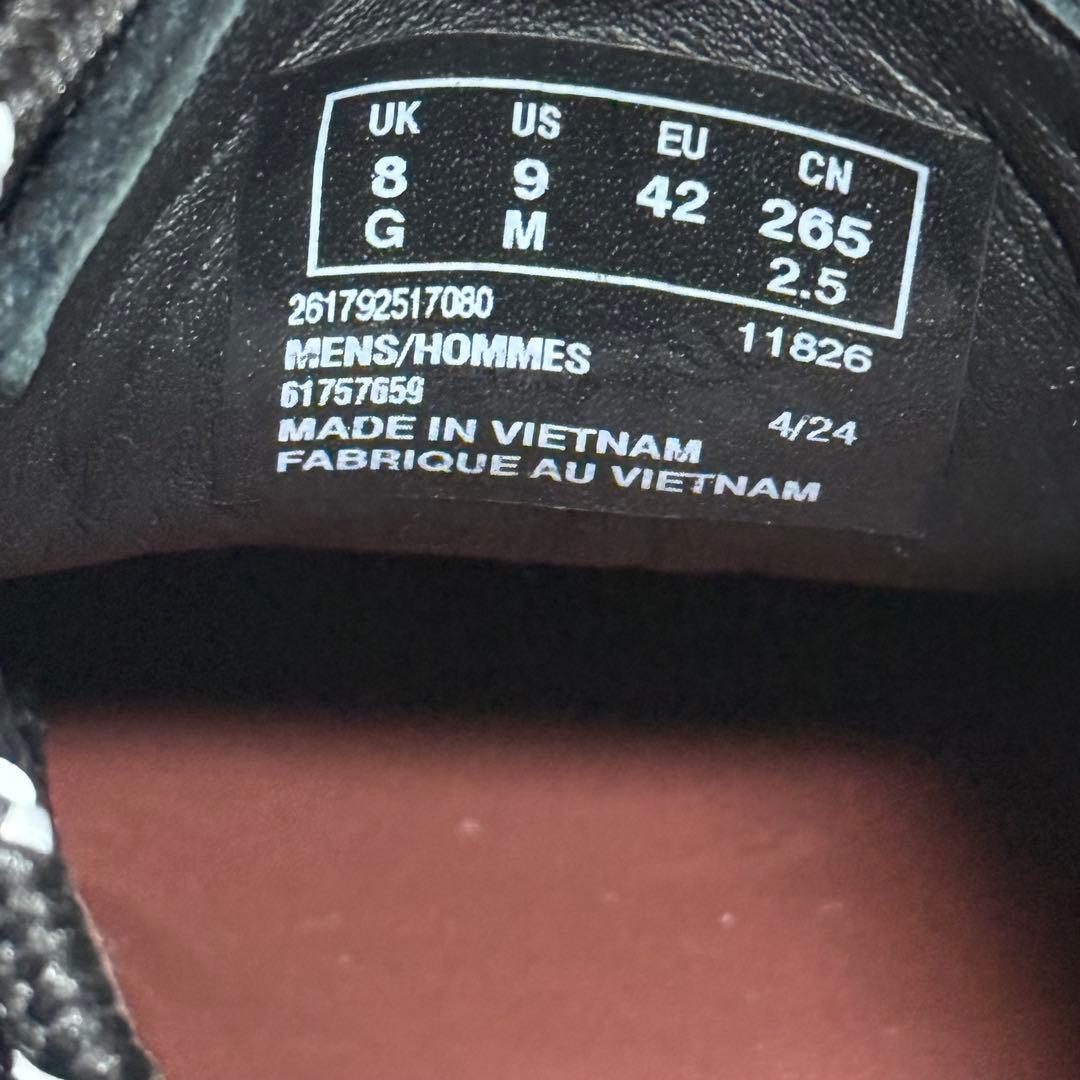 UK US EU CN
8 9 42 265
G M 2.5
261792517080
MENS/HOMMES 11826
61757659
MADE IN VIETNAM 4/24
FABRIQUE AU VIETNAM